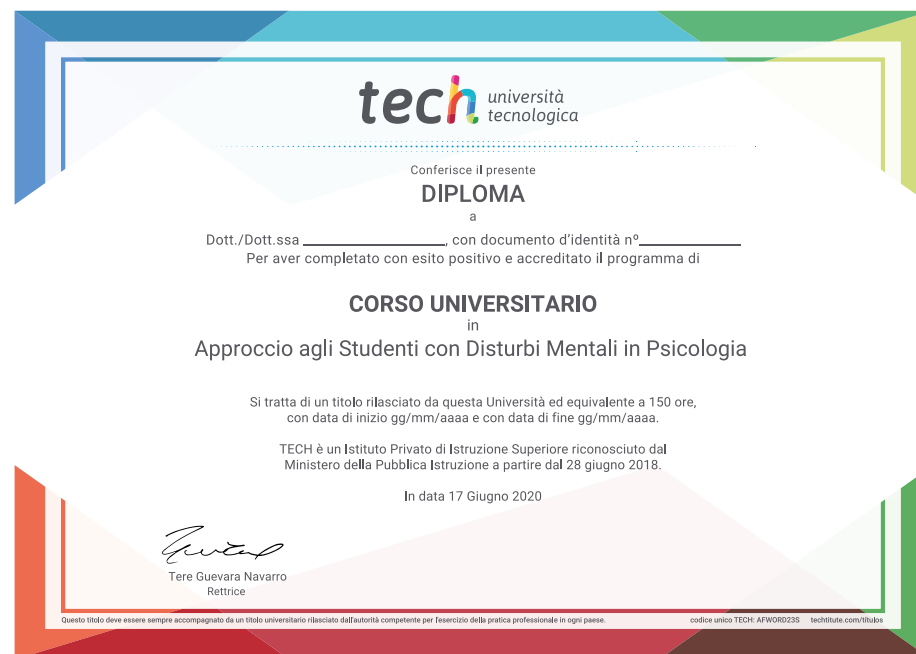 tech università
tecnologica
Conferisce il presente
DIPLOMA
a
Dott./Dott.ssa ____________________, con documento d'identità nº______________
Per aver completato con esito positivo e accreditato il programma di
CORSO UNIVERSITARIO
in
Approccio agli Studenti con Disturbi Mentali in Psicologia
Si tratta di un titolo rilasciato da questa Università ed equivalente a 150 ore,
con data di inizio gg/mm/aaaa e con data di fine gg/mm/aaaa.
TECH è un Istituto Privato di Istruzione Superiore riconosciuto dal
Ministero della Pubblica Istruzione a partire dal 28 giugno 2018.
In data 17 Giugno 2020
Tere Guevara Navarro
Rettrice
Questo titolo deve essere sempre accompagnato da un titolo universitario rilasciato dall'autorità competente per l'esercizio della pratica professionale in ogni paese. codice unico TECH: AFWORD23S techtitute.com/títulos